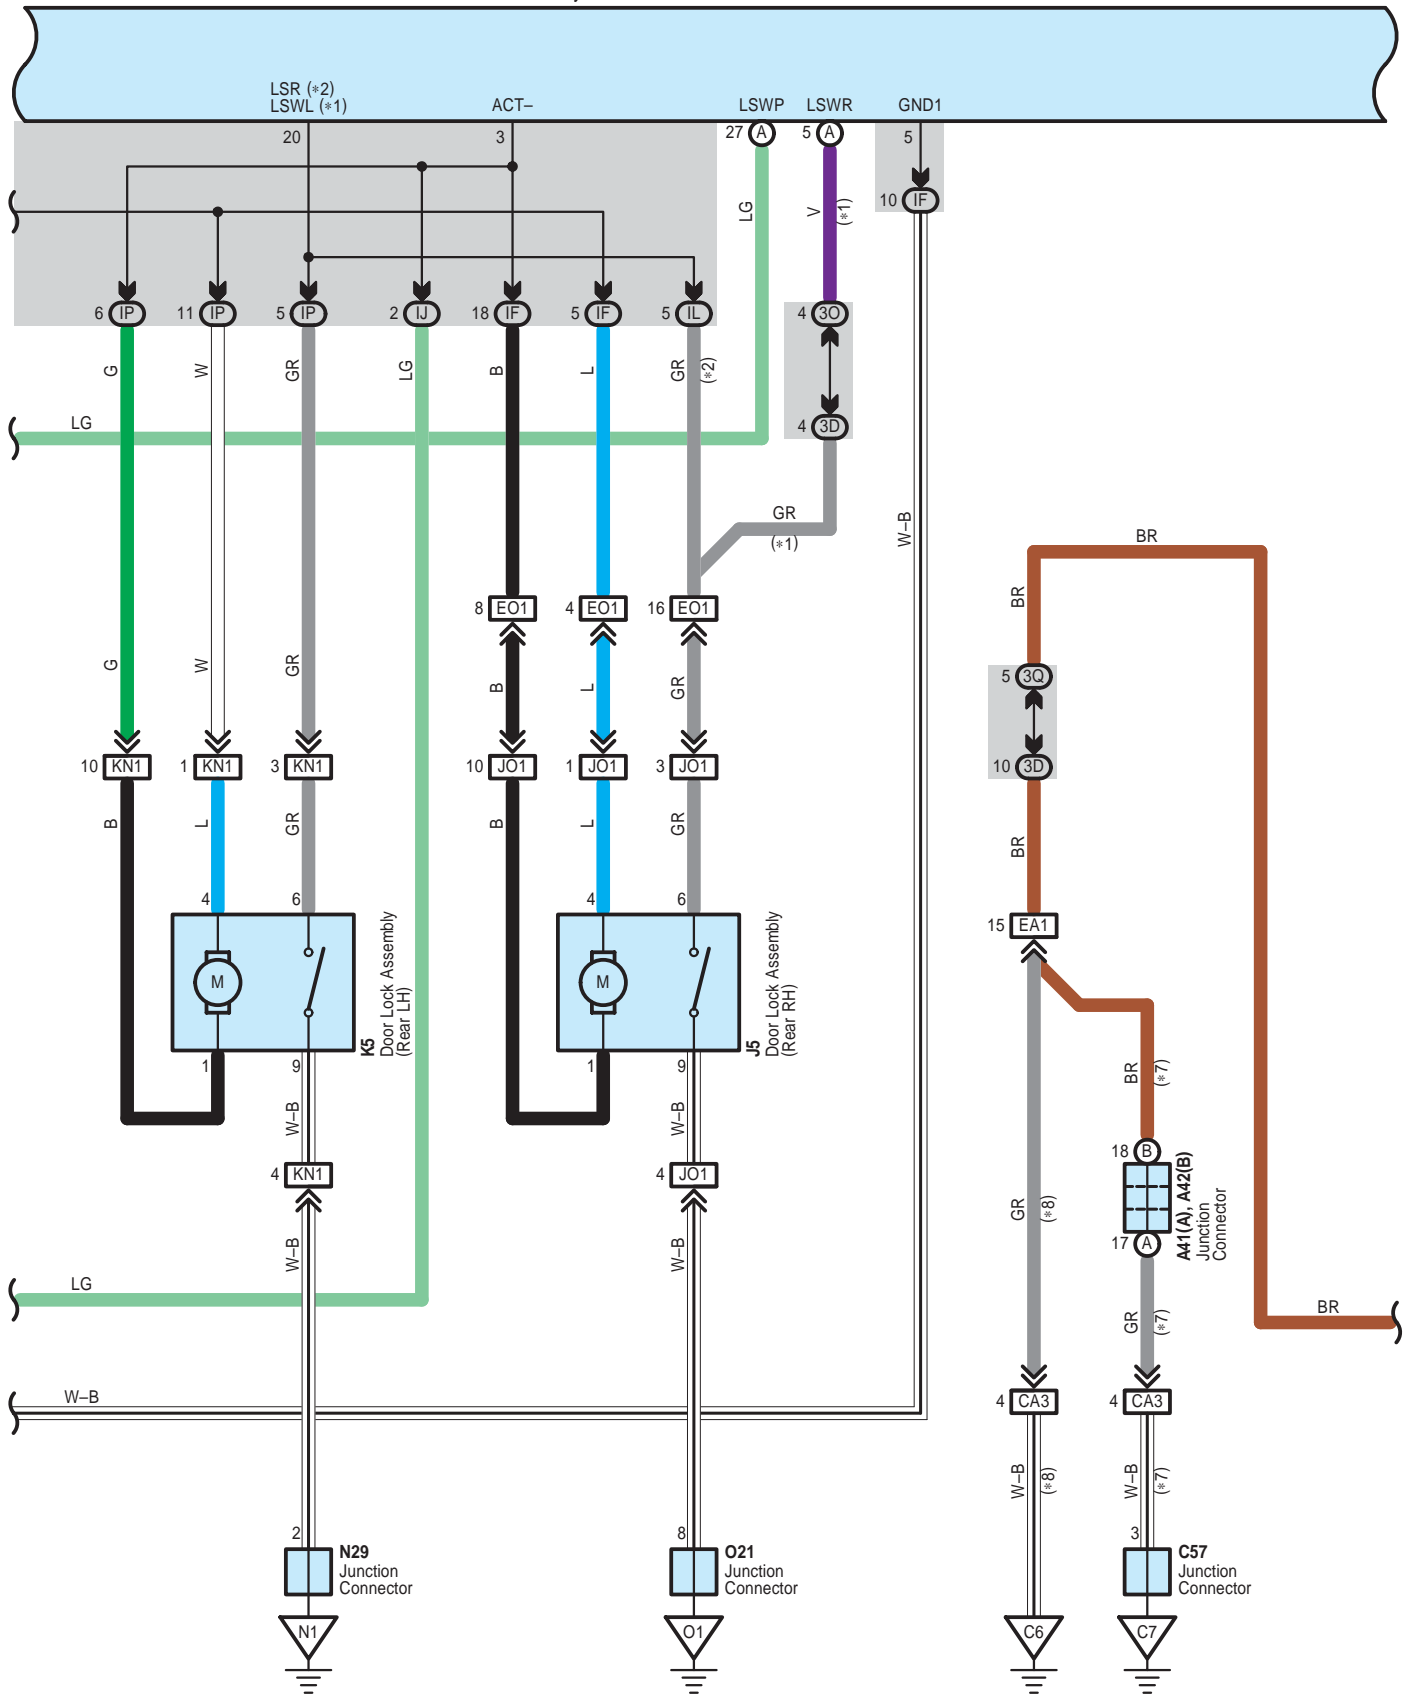 LSR (*2)
LSWL (*1)
ACT–
LSWP
LSWR
GND1
20
3
27 A
5 A
5
10 IF
LG
V
(*1)
6 IP
11 IP
5 IP
2 IJ
18 IF
5 IF
5 IL
4 3O
G
W
GR
LG
B
L
GR
(*2)
LG
4 3D
GR
(*1)
W–B
BR
BR
8 EO1
4 EO1
16 EO1
G
W
GR
B
L
GR
5 3Q
10 KN1
1 KN1
3 KN1
10 JO1
1 JO1
3 JO1
10 3D
B
L
GR
B
L
GR
BR
4
6
4
6
15 EA1
M
M
K5
Door Lock Assembly
(Rear LH)
J5
Door Lock Assembly
(Rear RH)
1
9
1
9
BR
(*7)
W–B
W–B
4 KN1
4 JO1
18 B
A41(A), A42(B)
Junction
Connector
17 A
GR
(*8)
W–B
W–B
LG
GR
(*7)
BR
W–B
4 CA3
4 CA3
W–B
(*8)
W–B
(*7)
2
8
3
N29
Junction
Connector
O21
Junction
Connector
C57
Junction
Connector
N1
O1
C6
C7